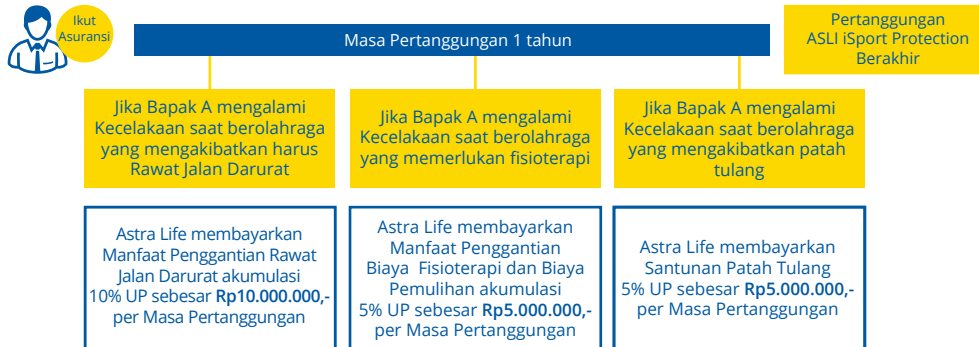 Ikut
Asuransi
Masa Pertanggungan 1 tahun
Pertanggungan
ASLI iSport Protection
Berakhir
Jika Bapak A mengalami
Kecelakaan saat berolahraga
yang mengakibatkan harus
Rawat Jalan Darurat
Jika Bapak A mengalami
Kecelakaan saat berolahraga
yang memerlukan fisioterapi
Jika Bapak A mengalami
Kecelakaan saat berolahraga
yang mengakibatkan patah
tulang
Astra Life membayarkan
Manfaat Penggantian Rawat
Jalan Darurat akumulasi
10% UP sebesar Rp10.000.000,-
per Masa Pertanggungan
Astra Life membayarkan
Manfaat Penggantian
Biaya Fisioterapi dan Biaya
Pemulihan akumulasi
5% UP sebesar Rp5.000.000,-
per Masa Pertanggungan
Astra Life membayarkan
Santunan Patah Tulang
5% UP sebesar Rp5.000.000,-
per Masa Pertanggungan